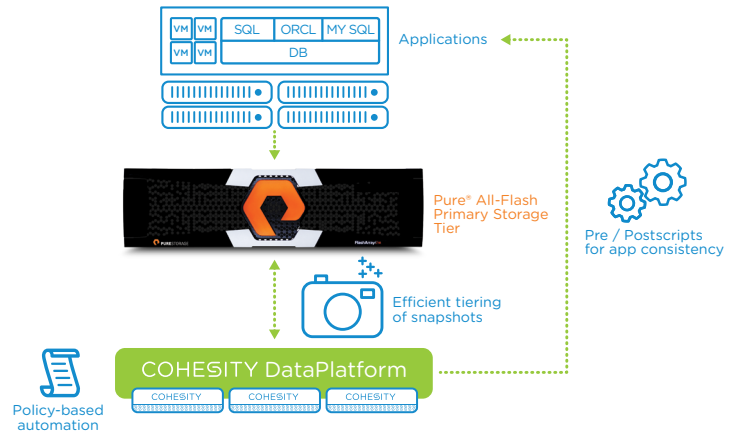 VM VM SQL ORCL MY SQL
VM VM DB
Applications
Pure® All-Flash
Primary Storage
Tier
PURESTORAGE
FlashArray//m
Pre / Postscripts
for app consistency
Efficient tiering
of snapshots
COHESITY DataPlatform
COHESITY COHESITY COHESITY
Policy-based
automation